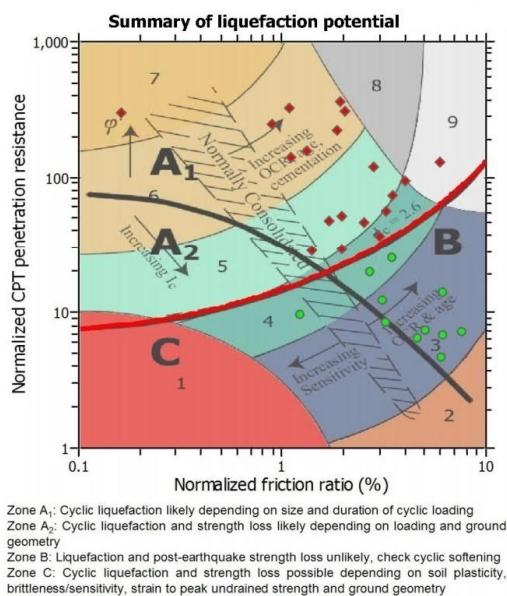 Summary of liquefaction potential
1,000
7
8
9
φ
A1
Increasing
OCR & age,
cementation
Normally Consolidated
100
6
Ic = 2.6
A2
B
Increasing Ic
5
10
4
Increasing
OCR & age
C
Increasing
Sensitivity
3
1
2
1
0.1
1
10
Normalized CPT penetration resistance
Normalized friction ratio (%)
Zone A1: Cyclic liquefaction likely depending on size and duration of cyclic loading
Zone A2: Cyclic liquefaction and strength loss likely depending on loading and ground
geometry
Zone B: Liquefaction and post-earthquake strength loss unlikely, check cyclic softening
Zone C: Cyclic liquefaction and strength loss possible depending on soil plasticity,
brittleness/sensitivity, strain to peak undrained strength and ground geometry